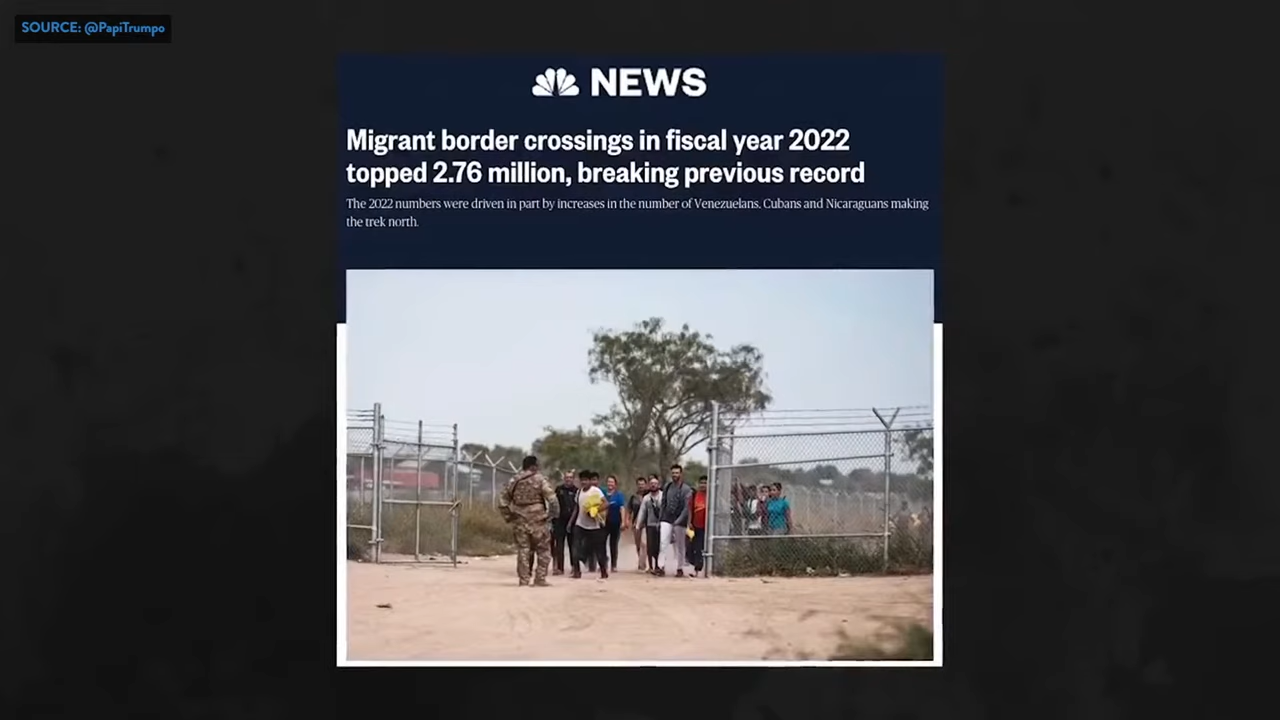 SOURCE: @PapiTrumpo
NEWS
Migrant border crossings in fiscal year 2022
topped 2.76 million, breaking previous record
The 2022 numbers were driven in part by increases in the number of Venezuelans, Cubans and Nicaraguans making
the trek north.